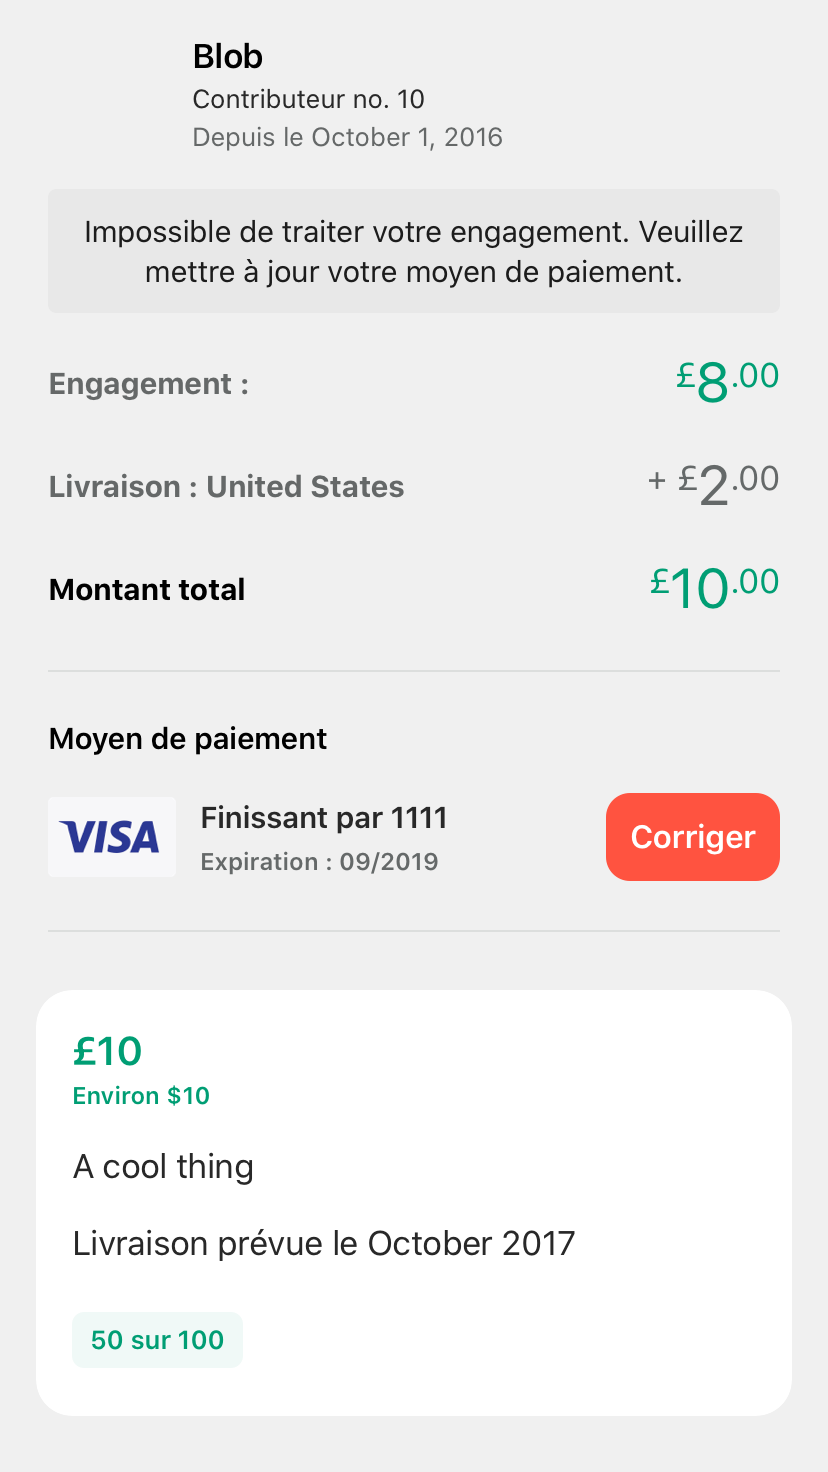 Blob
Contributeur no. 10
Depuis le October 1, 2016
Impossible de traiter votre engagement. Veuillez
mettre à jour votre moyen de paiement.
Engagement : £8.00
Livraison : United States + £2.00
Montant total £10.00
Moyen de paiement
VISA Finissant par 1111
Expiration : 09/2019
Corriger
£10
Environ $10
A cool thing
Livraison prévue le October 2017
50 sur 100